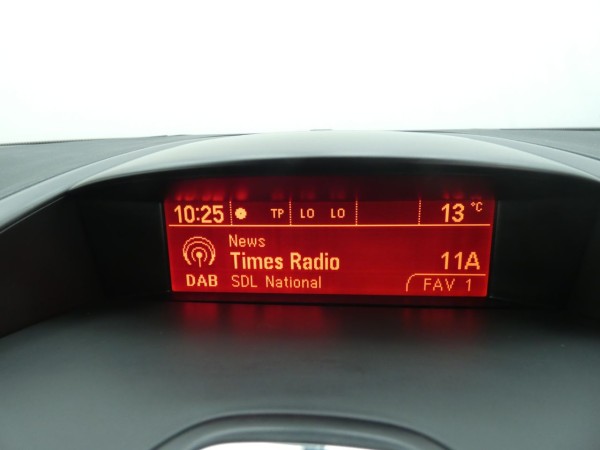 10:25 TP LO LO 13 °C
News
Times Radio 11A
DAB SDL National FAV 1